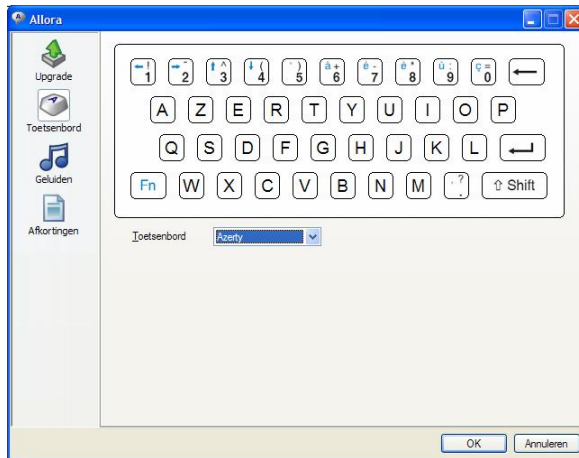 Allora
Upgrade
Toetsenbord
Geluiden
Afkortingen
! 1 - 2 ^ 3 ( 4 ) 5 à + 6 é - 7 è * 8 ù : 9 ç = 0
A Z E R T Y U I O P
Q S D F G H J K L
Fn W X C V B N M , ? . ⇧ Shift
Toetsenbord Azerty
OK Annuleren